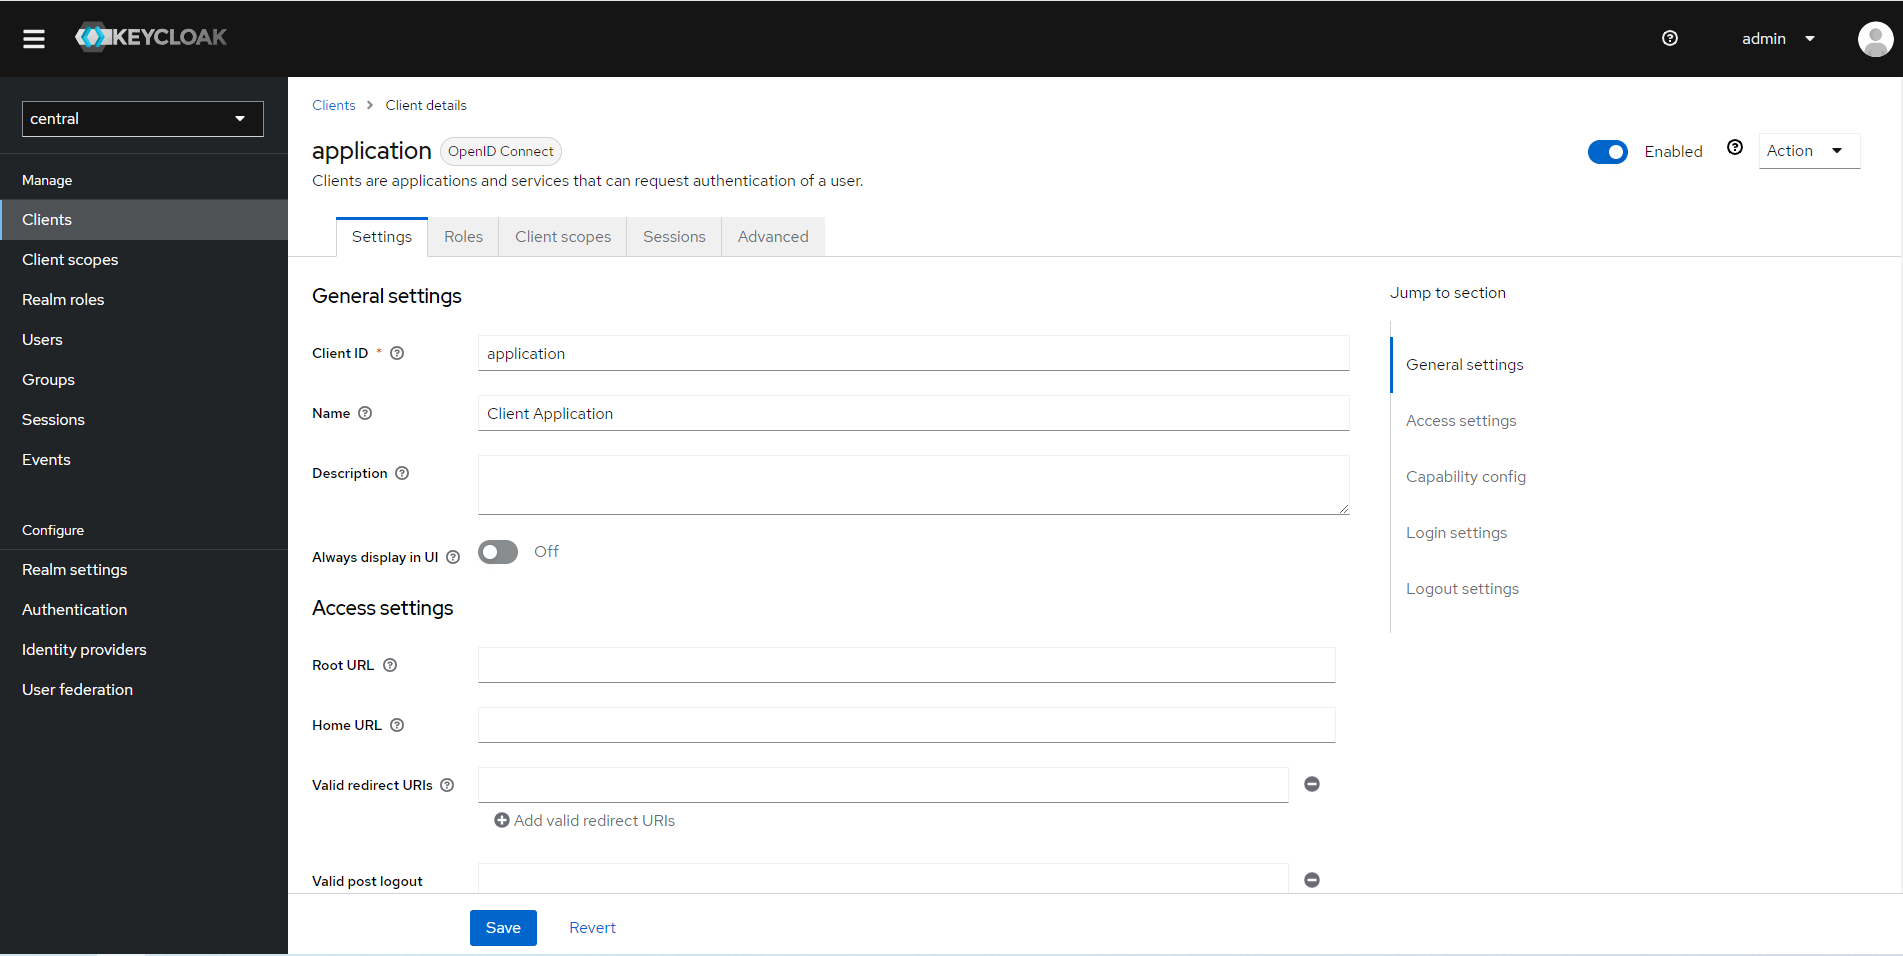 KEYCLOAK
admin
central
Manage
Clients
Client scopes
Realm roles
Users
Groups
Sessions
Events
Configure
Realm settings
Authentication
Identity providers
User federation
Clients > Client details
application OpenID Connect
Enabled
Action
Clients are applications and services that can request authentication of a user.
Settings Roles Client scopes Sessions Advanced
General settings
Client ID * application
Name Client Application
Description
Always display in UI Off
Access settings
Root URL
Home URL
Valid redirect URIs
Add valid redirect URIs
Valid post logout
Save Revert
Jump to section
General settings
Access settings
Capability config
Login settings
Logout settings